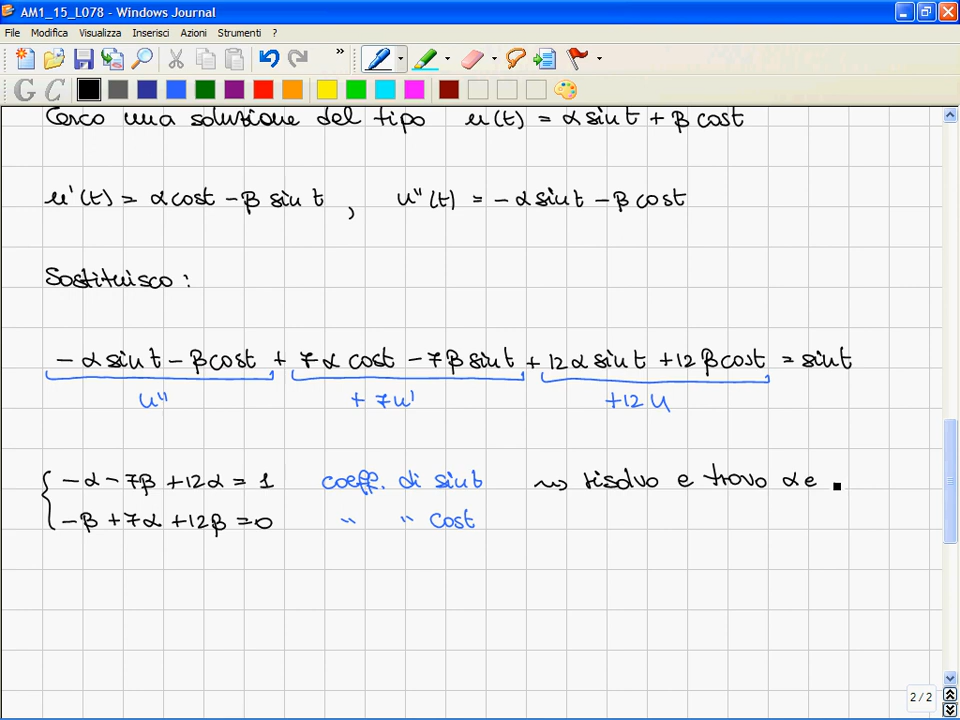 AM1_15_L078 - Windows Journal
File Modifica Visualizza Inserisci Azioni Strumenti ?
Cerco una soluzione del tipo u(t) = α sin t + β cos t
u'(t) = α cos t - β sin t , u''(t) = - α sin t - β cos t
Sostituisco :
- α sin t - β cos t + 7α cos t - 7β sin t + 12 α sin t + 12 β cos t = sin t
u'' + 7u' + 12 u
- α - 7β + 12α = 1 coeff. di sin t ⇝ risolvo e trovo α e
- β + 7α + 12β = 0 " " cos t
2 / 2